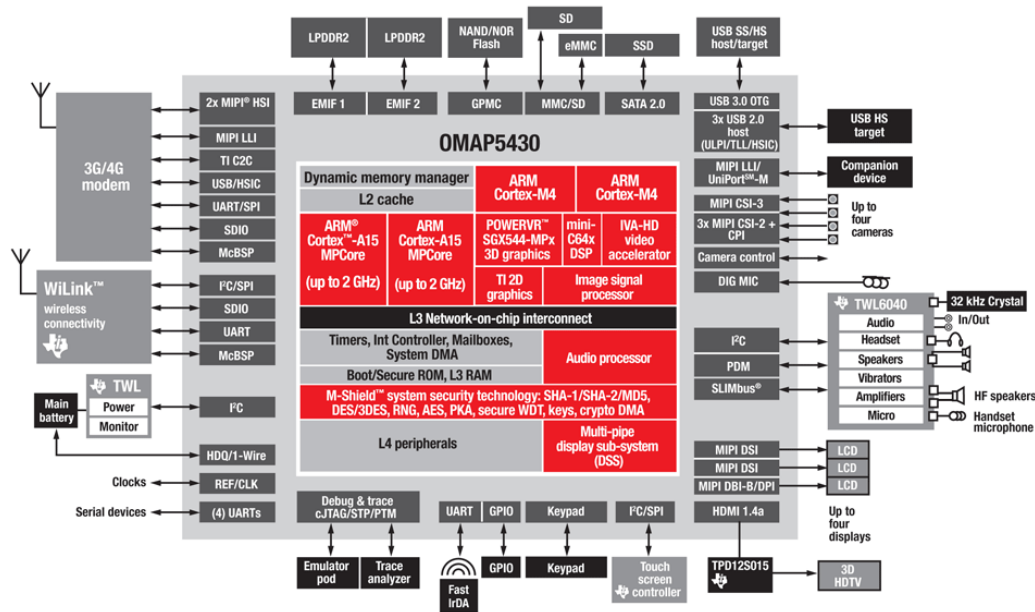 LPDDR2
LPDDR2
NAND/NOR
Flash
SD
eMMC
SSD
USB SS/HS
host/target
EMIF 1
EMIF 2
GPMC
MMC/SD
SATA 2.0
USB 3.0 OTG
3x USB 2.0
host
(ULPI/TLL/HSIC)
USB HS
target
MIPI LLI/
UniPort℠-M
Companion
device
MIPI CSI-3
3x MIPI CSI-2 +
CPI
Up to
four
cameras
Camera control
DIG MIC
3G/4G
modem
2x MIPI® HSI
MIPI LLI
TI C2C
USB/HSIC
UART/SPI
SDIO
McBSP
WiLink™
wireless
connectivity
I²C/SPI
SDIO
UART
McBSP
TWL
Power
Monitor
Main
battery
I²C
HDQ/1-Wire
Clocks
REF/CLK
Serial devices
(4) UARTs
OMAP5430
Dynamic memory manager
L2 cache
ARM
Cortex-M4
ARM
Cortex-M4
ARM®
Cortex™-A15
MPCore
(up to 2 GHz)
ARM
Cortex-A15
MPCore
(up to 2 GHz)
POWERVR™
SGX544-MPx
3D graphics
mini-
C64x
DSP
IVA-HD
video
accelerator
TI 2D
graphics
Image signal
processor
L3 Network-on-chip interconnect
Timers, Int Controller, Mailboxes,
System DMA
Boot/Secure ROM, L3 RAM
Audio processor
M-Shield™ system security technology: SHA-1/SHA-2/MD5,
DES/3DES, RNG, AES, PKA, secure WDT, keys, crypto DMA
L4 peripherals
Multi-pipe
display sub-system
(DSS)
I²C
PDM
SLIMbus®
TWL6040
Audio
Headset
Speakers
Vibrators
Amplifiers
Micro
32 kHz Crystal
In/Out
HF speakers
Handset
microphone
MIPI DSI
LCD
MIPI DSI
LCD
MIPI DBI-B/DPI
LCD
HDMI 1.4a
Up to
four
displays
TPD12S015
3D
HDTV
Debug & trace
cJTAG/STP/PTM
UART
GPIO
Keypad
I²C/SPI
Emulator
pod
Trace
analyzer
Fast
IrDA
GPIO
Keypad
Touch
screen
controller